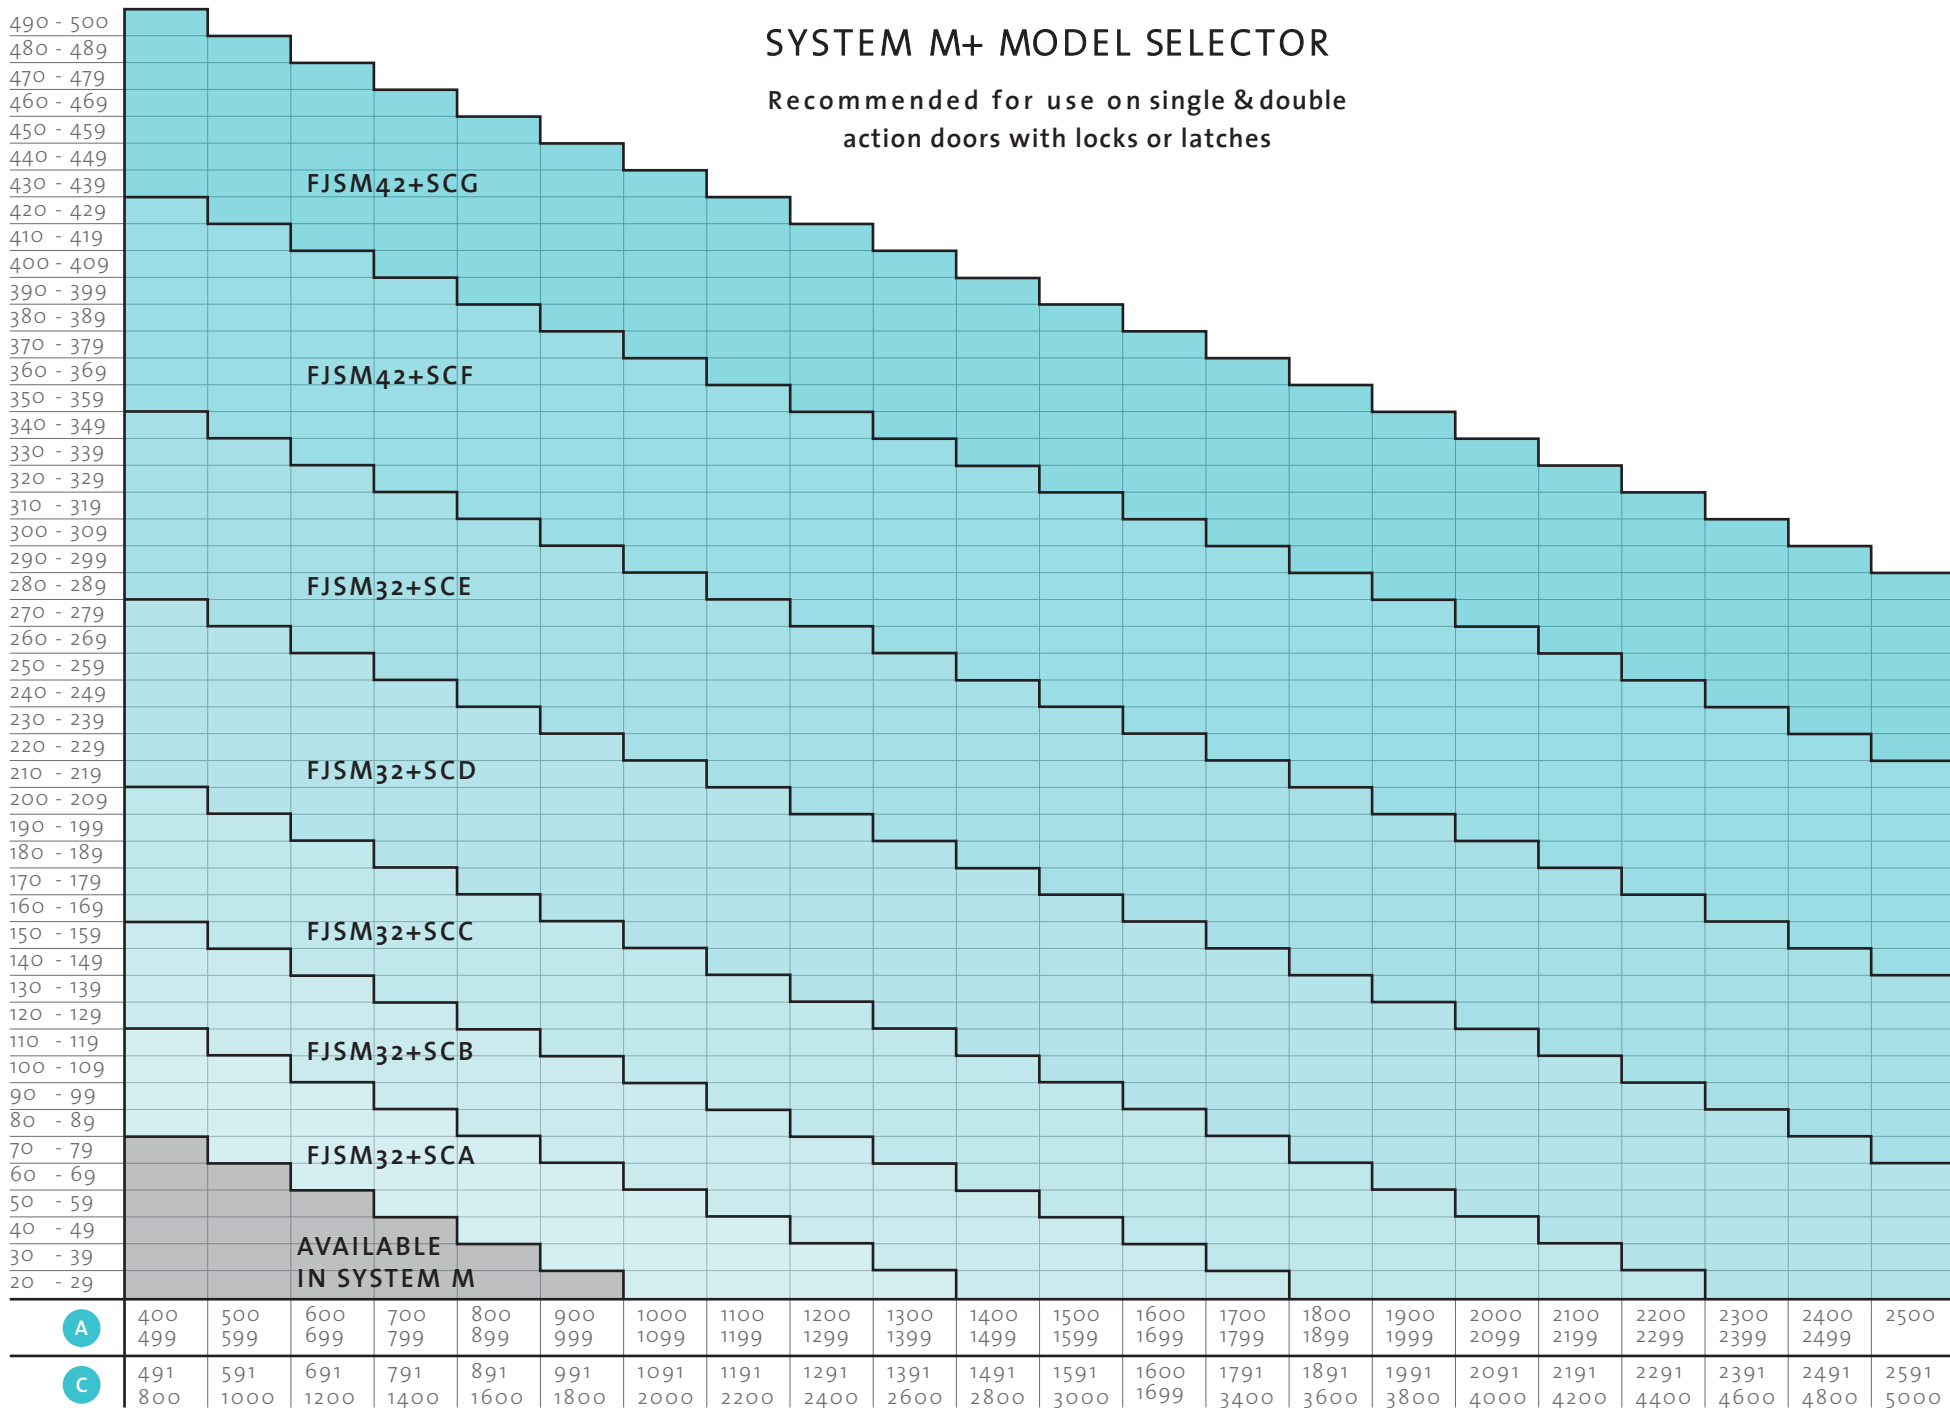 SYSTEM M+ MODEL SELECTOR
Recommended for use on single & double
action doors with locks or latches
490 - 500
480 - 489
470 - 479
460 - 469
450 - 459
440 - 449
430 - 439
420 - 429
410 - 419
400 - 409
390 - 399
380 - 389
370 - 379
360 - 369
350 - 359
340 - 349
330 - 339
320 - 329
310 - 319
300 - 309
290 - 299
280 - 289
270 - 279
260 - 269
250 - 259
240 - 249
230 - 239
220 - 229
210 - 219
200 - 209
190 - 199
180 - 189
170 - 179
160 - 169
150 - 159
140 - 149
130 - 139
120 - 129
110 - 119
100 - 109
90 - 99
80 - 89
70 - 79
60 - 69
50 - 59
40 - 49
30 - 39
20 - 29
FJSM42+SCG
FJSM42+SCF
FJSM32+SCE
FJSM32+SCD
FJSM32+SCC
FJSM32+SCB
FJSM32+SCA
AVAILABLE
IN SYSTEM M
A
400 500 600 700 800 900 1000 1100 1200 1300 1400 1500 1600 1700 1800 1900 2000 2100 2200 2300 2400 2500
499 599 699 799 899 999 1099 1199 1299 1399 1499 1599 1699 1799 1899 1999 2099 2199 2299 2399 2499
C
491 591 691 791 891 991 1091 1191 1291 1391 1491 1591 1600 1791 1891 1991 2091 2191 2291 2391 2491 2591
800 1000 1200 1400 1600 1800 2000 2200 2400 2600 2800 3000 1699 3400 3600 3800 4000 4200 4400 4600 4800 5000